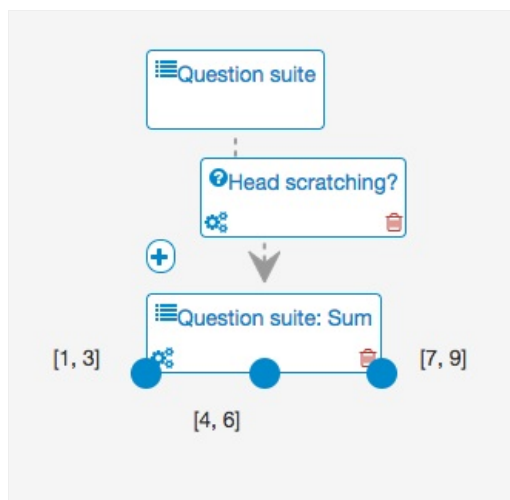 Question suite
Head scratching?
Question suite: Sum
[1, 3]
[7, 9]
[4, 6]